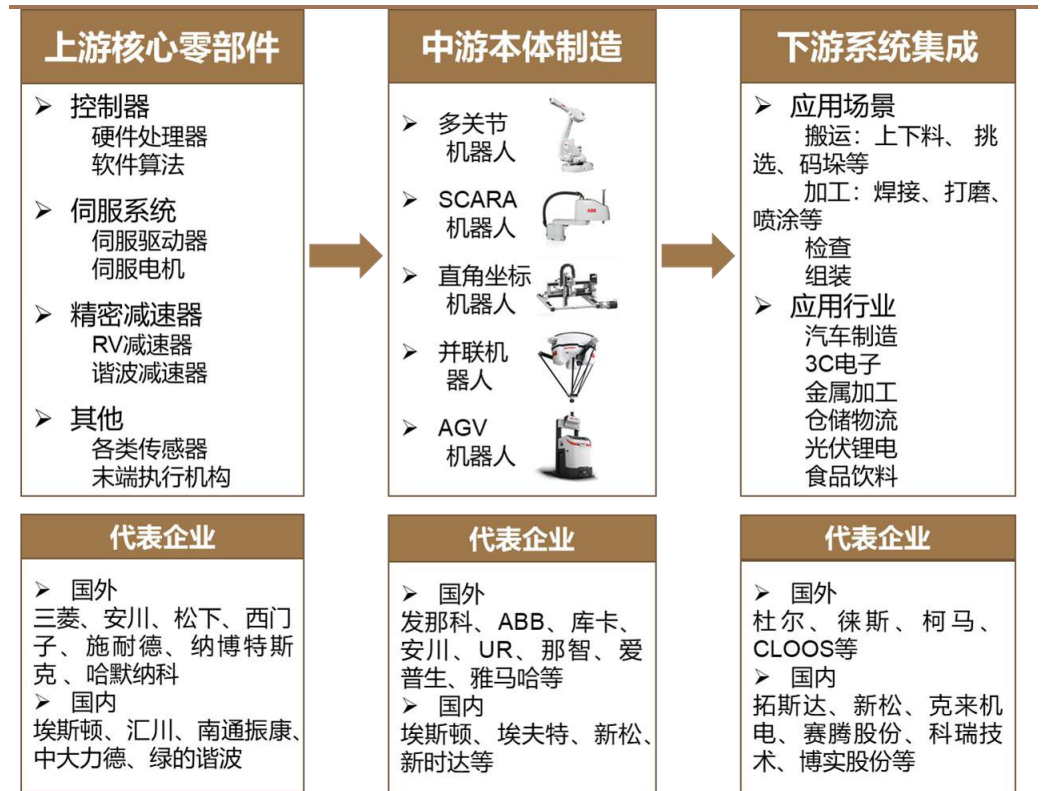 上游核心零部件
➢ 控制器
硬件处理器
软件算法
➢ 伺服系统
伺服驱动器
伺服电机
➢ 精密减速器
RV减速器
谐波减速器
➢ 其他
各类传感器
末端执行机构
中游本体制造
➢ 多关节
机器人
➢ SCARA
机器人
ABB
➢ 直角坐标
机器人
➢ 并联机
器人
➢ AGV
机器人
下游系统集成
➢ 应用场景
搬运：上下料、 挑
选、码垛等
加工：焊接、打磨、
喷涂等
检查
组装
➢ 应用行业
汽车制造
3C电子
金属加工
仓储物流
光伏锂电
食品饮料
代表企业
➢ 国外
三菱、安川、松下、西门
子、施耐德、纳博特斯
克 、哈默纳科
➢ 国内
埃斯顿、汇川、南通振康、
中大力德、绿的谐波
代表企业
➢ 国外
发那科、ABB、库卡、
安川、UR、那智、爱
普生、雅马哈等
➢ 国内
埃斯顿、埃夫特、新松、
新时达等
代表企业
➢ 国外
杜尔、徕斯、柯马、
CLOOS等
➢ 国内
拓斯达、新松、克来机
电、赛腾股份、科瑞技
术、博实股份等